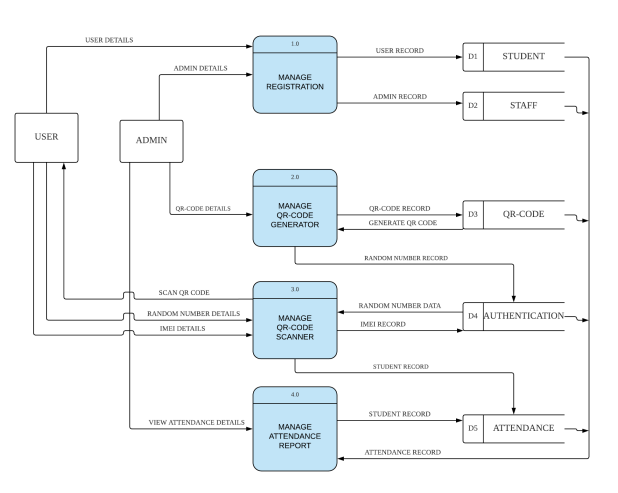 USER DETAILS
1.0
USER RECORD
D1
STUDENT
ADMIN DETAILS
MANAGE
REGISTRATION
ADMIN RECORD
D2
STAFF
USER
ADMIN
2.0
QR-CODE DETAILS
MANAGE
QR-CODE
GENERATOR
QR-CODE RECORD
GENERATE QR CODE
D3
QR-CODE
RANDOM NUMBER RECORD
3.0
SCAN QR CODE
RANDOM NUMBER DETAILS
IMEI DETAILS
MANAGE
QR-CODE
SCANNER
RANDOM NUMBER DATA
IMEI RECORD
D4
AUTHENTICATION
STUDENT RECORD
4.0
VIEW ATTENDANCE DETAILS
MANAGE
ATTENDANCE
REPORT
STUDENT RECORD
D5
ATTENDANCE
ATTENDANCE RECORD